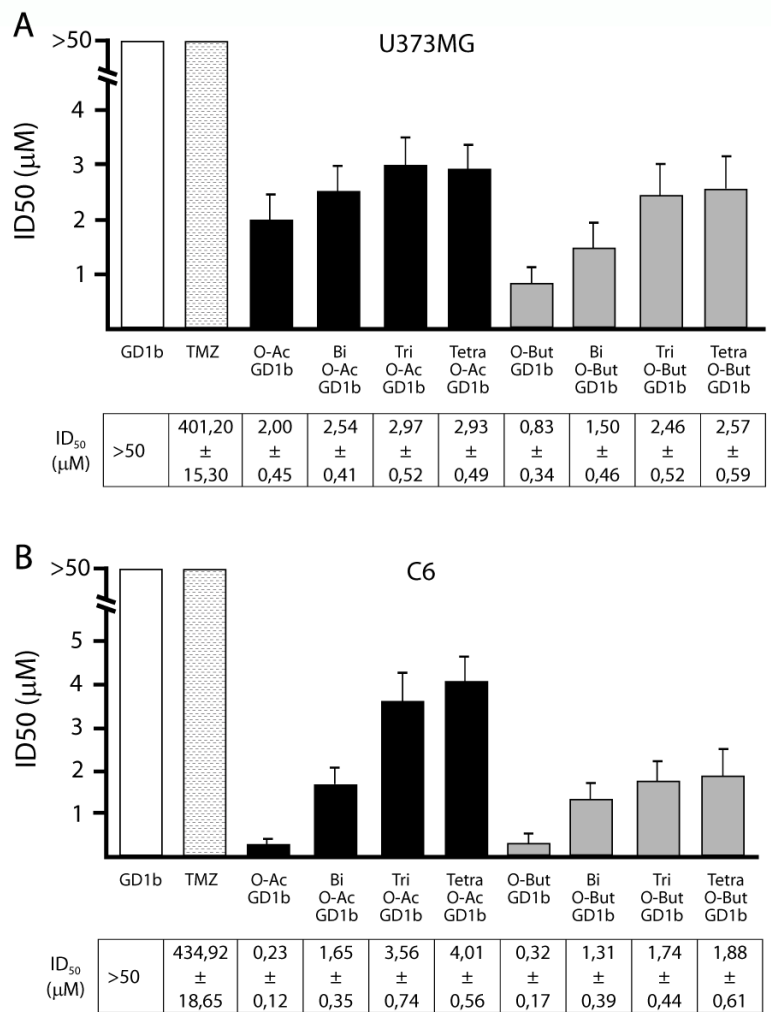 A
U373MG
>50
4
3
2
1
ID50 (μM)
GD1b TMZ O-Ac GD1b Bi O-Ac GD1b Tri O-Ac GD1b Tetra O-Ac GD1b O-But GD1b Bi O-But GD1b Tri O-But GD1b Tetra O-But GD1b
ID₅₀ (μM) >50 401,20 ± 15,30 2,00 ± 0,45 2,54 ± 0,41 2,97 ± 0,52 2,93 ± 0,49 0,83 ± 0,34 1,50 ± 0,46 2,46 ± 0,52 2,57 ± 0,59
B
C6
>50
5
4
3
2
1
ID50 (μM)
GD1b TMZ O-Ac GD1b Bi O-Ac GD1b Tri O-Ac GD1b Tetra O-Ac GD1b O-But GD1b Bi O-But GD1b Tri O-But GD1b Tetra O-But GD1b
ID₅₀ (μM) >50 434,92 ± 18,65 0,23 ± 0,12 1,65 ± 0,35 3,56 ± 0,74 4,01 ± 0,56 0,32 ± 0,17 1,31 ± 0,39 1,74 ± 0,44 1,88 ± 0,61